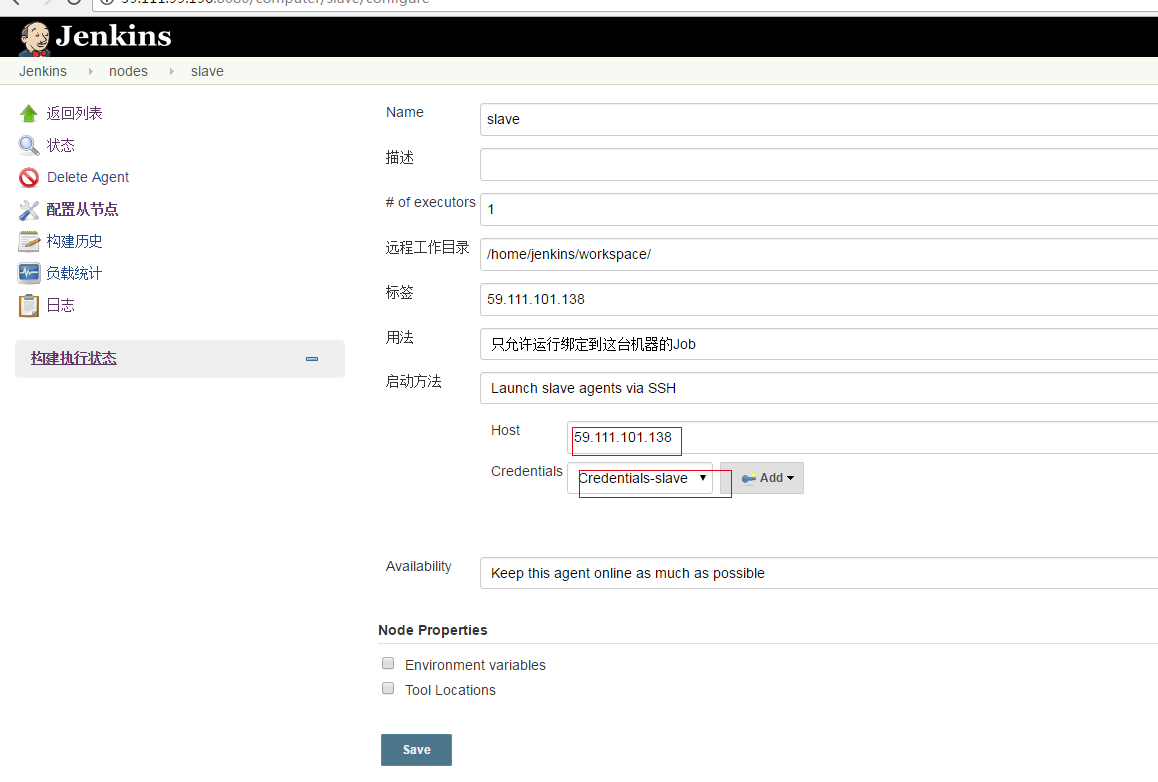 Jenkins
Jenkins nodes slave
返回列表
状态
Delete Agent
配置从节点
构建历史
负载统计
日志
构建执行状态
Name slave
描述
# of executors 1
远程工作目录 /home/jenkins/workspace/
标签 59.111.101.138
用法 只允许运行绑定到这台机器的Job
启动方法 Launch slave agents via SSH
Host 59.111.101.138
Credentials Credentials-slave Add
Availability Keep this agent online as much as possible
Node Properties
Environment variables
Tool Locations
Save